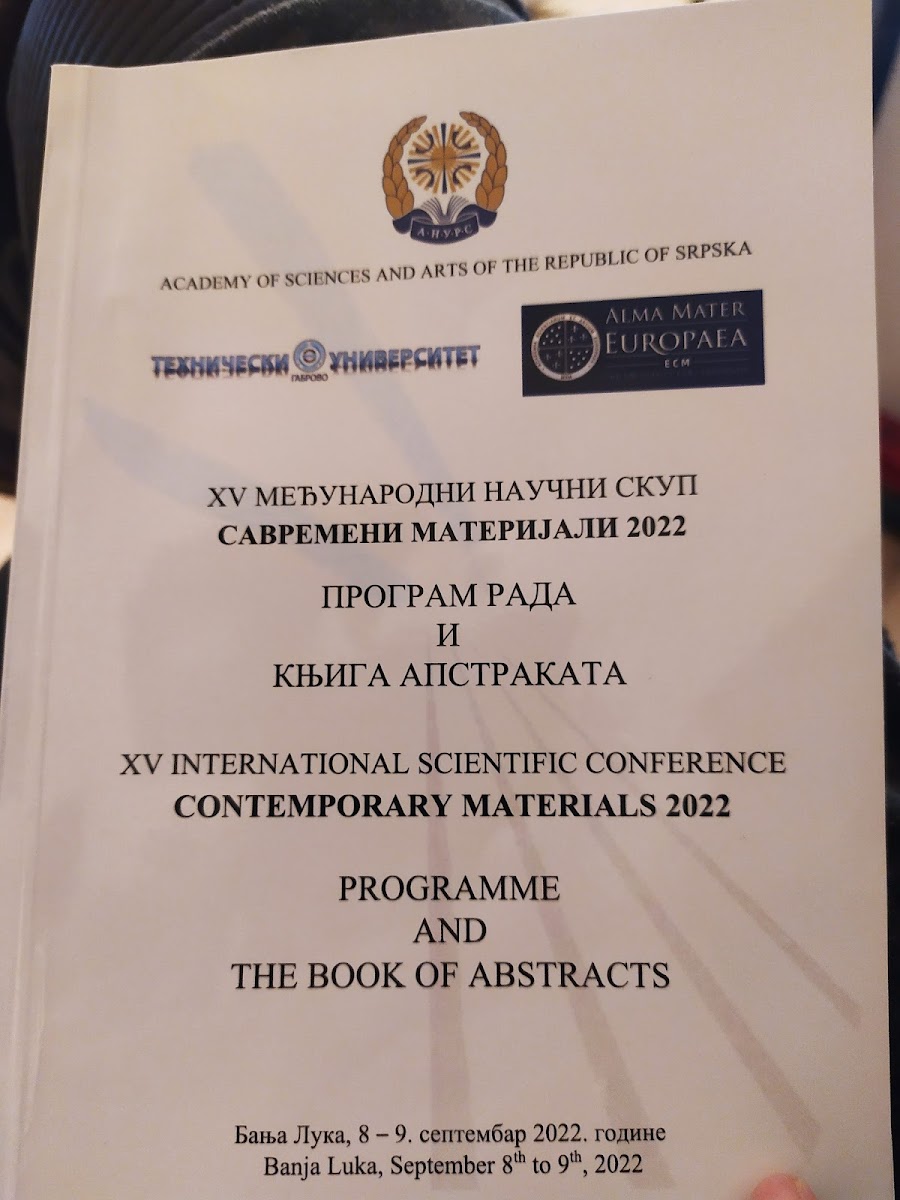 А·Н·У·Р·С
ACADEMY OF SCIENCES AND ARTS OF THE REPUBLIC OF SRPSKA
ТЕХНИЧЕСКИ УНИВЕРСИТЕТ
ГАБРОВО
ALMA MATER
EUROPAEA
ECM
XV МЕЂУНАРОДНИ НАУЧНИ СКУП
САВРЕМЕНИ МАТЕРИЈАЛИ 2022
ПРОГРАМ РАДА
И
КЊИГА АПСТРАКАТА
XV INTERNATIONAL SCIENTIFIC CONFERENCE
CONTEMPORARY MATERIALS 2022
PROGRAMME
AND
THE BOOK OF ABSTRACTS
Бања Лука, 8 – 9. септембар 2022. године
Banja Luka, September 8th to 9th, 2022